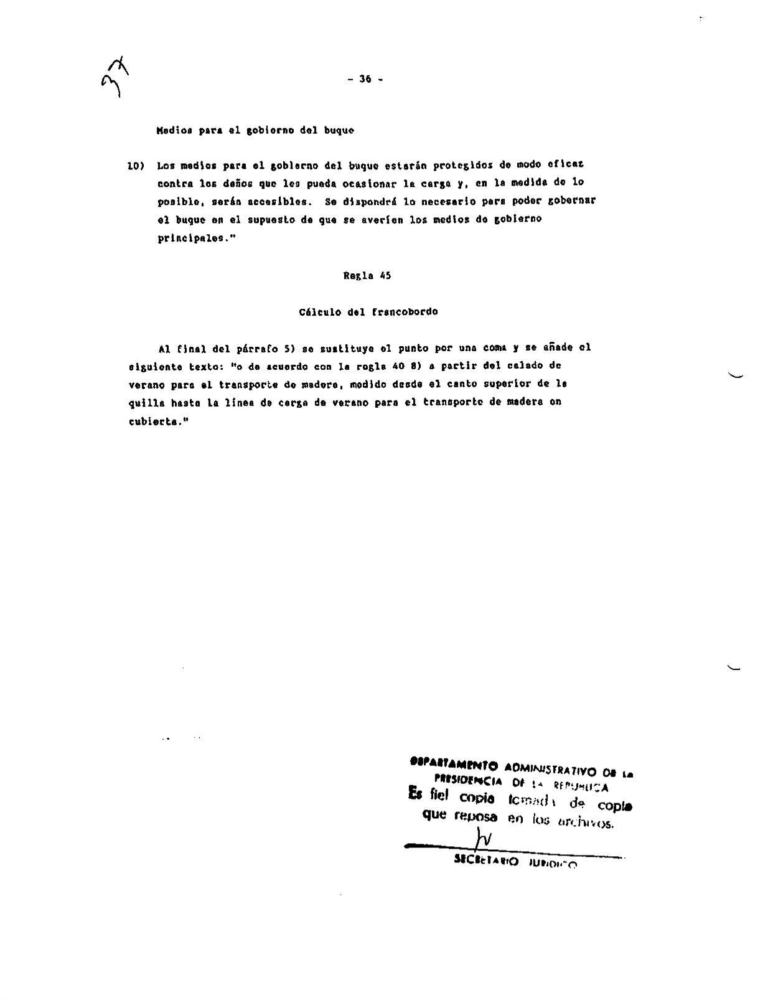 37
- 36 -
Medios para el gobierno del buque
10) Los medios para el gobierno del buque estarán protegidos de modo eficaz
contra los daños que les pueda ocasionar la carga y, en la medida de lo
posible, serán accesibles. Se dispondrá lo necesario para poder gobernar
el buque en el supuesto de que se averíen los medios de gobierno
principales."
Regla 45
Cálculo del francobordo
Al final del párrafo 5) se sustituye el punto por una coma y se añade el
siguiente texto: "o de acuerdo con la regla 40 8) a partir del calado de
verano para el transporte de madera, medido desde el canto superior de la
quilla hasta la línea de carga de verano para el transporte de madera en
cubierta."
DEPARTAMENTO ADMINISTRATIVO DE LA
PRESIDENCIA DE LA REPUBLICA
Es fiel copia tomada de copia
que reposa en los archivos.
SECRETARIO JURIDICO